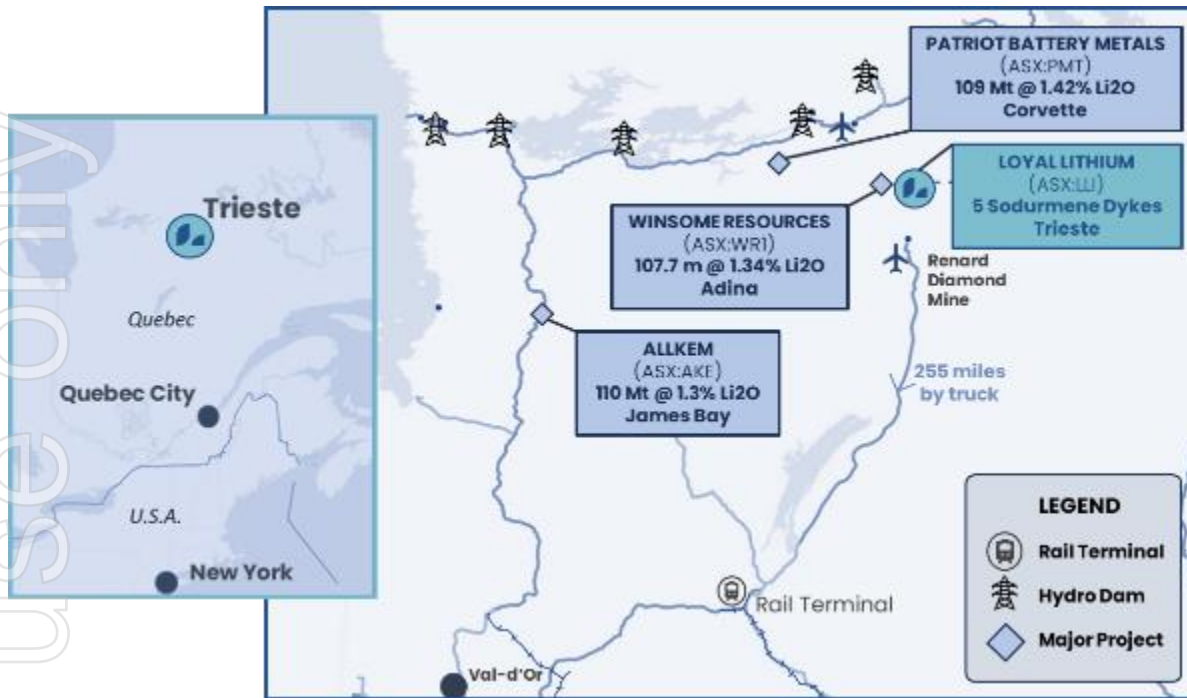 use only
Trieste
Quebec
Quebec City
U.S.A.
New York
PATRIOT BATTERY METALS
(ASX:PMT)
109 Mt @ 1.42% Li2O
Corvette
LOYAL LITHIUM
(ASX:LLI)
5 Sodurmene Dykes
Trieste
WINSOME RESOURCES
(ASX:WR1)
107.7 m @ 1.34% Li2O
Adina
Renard
Diamond
Mine
ALLKEM
(ASX:AKE)
110 Mt @ 1.3% Li2O
James Bay
255 miles
by truck
Rail Terminal
Val-d'Or
LEGEND
Rail Terminal
Hydro Dam
Major Project